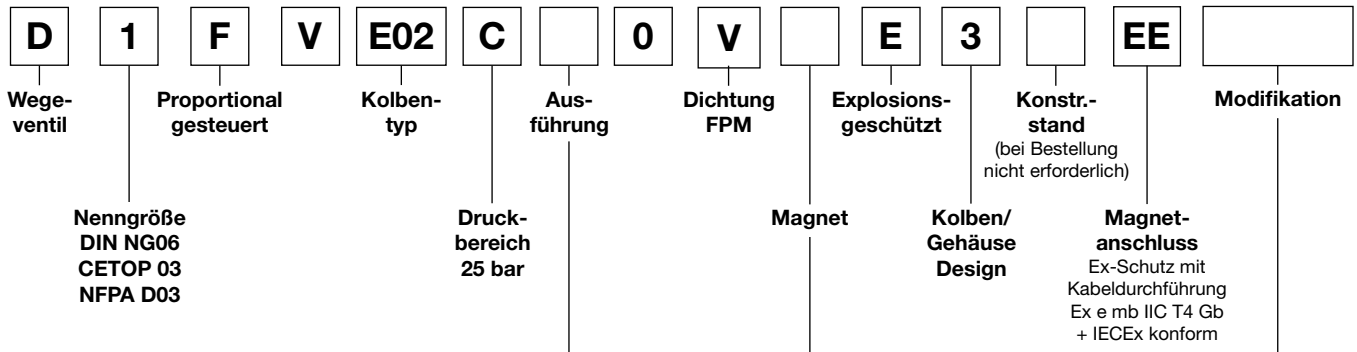 D 1 F V E02 C 0 V E 3 EE
Wege-
ventil
Proportional
gesteuert
Kolben-
typ
Aus-
führung
Dichtung
FPM
Explosions-
geschützt
Konstr.-
stand
(bei Bestellung
nicht erforderlich)
Modifikation
Nenngröße
DIN NG06
CETOP 03
NFPA D03
Druck-
bereich
25 bar
Magnet
Kolben/
Gehäuse
Design
Magnet-
anschluss
Ex-Schutz mit
Kabeldurchführung
Ex e mb IIC T4 Gb
+ IECEx konform